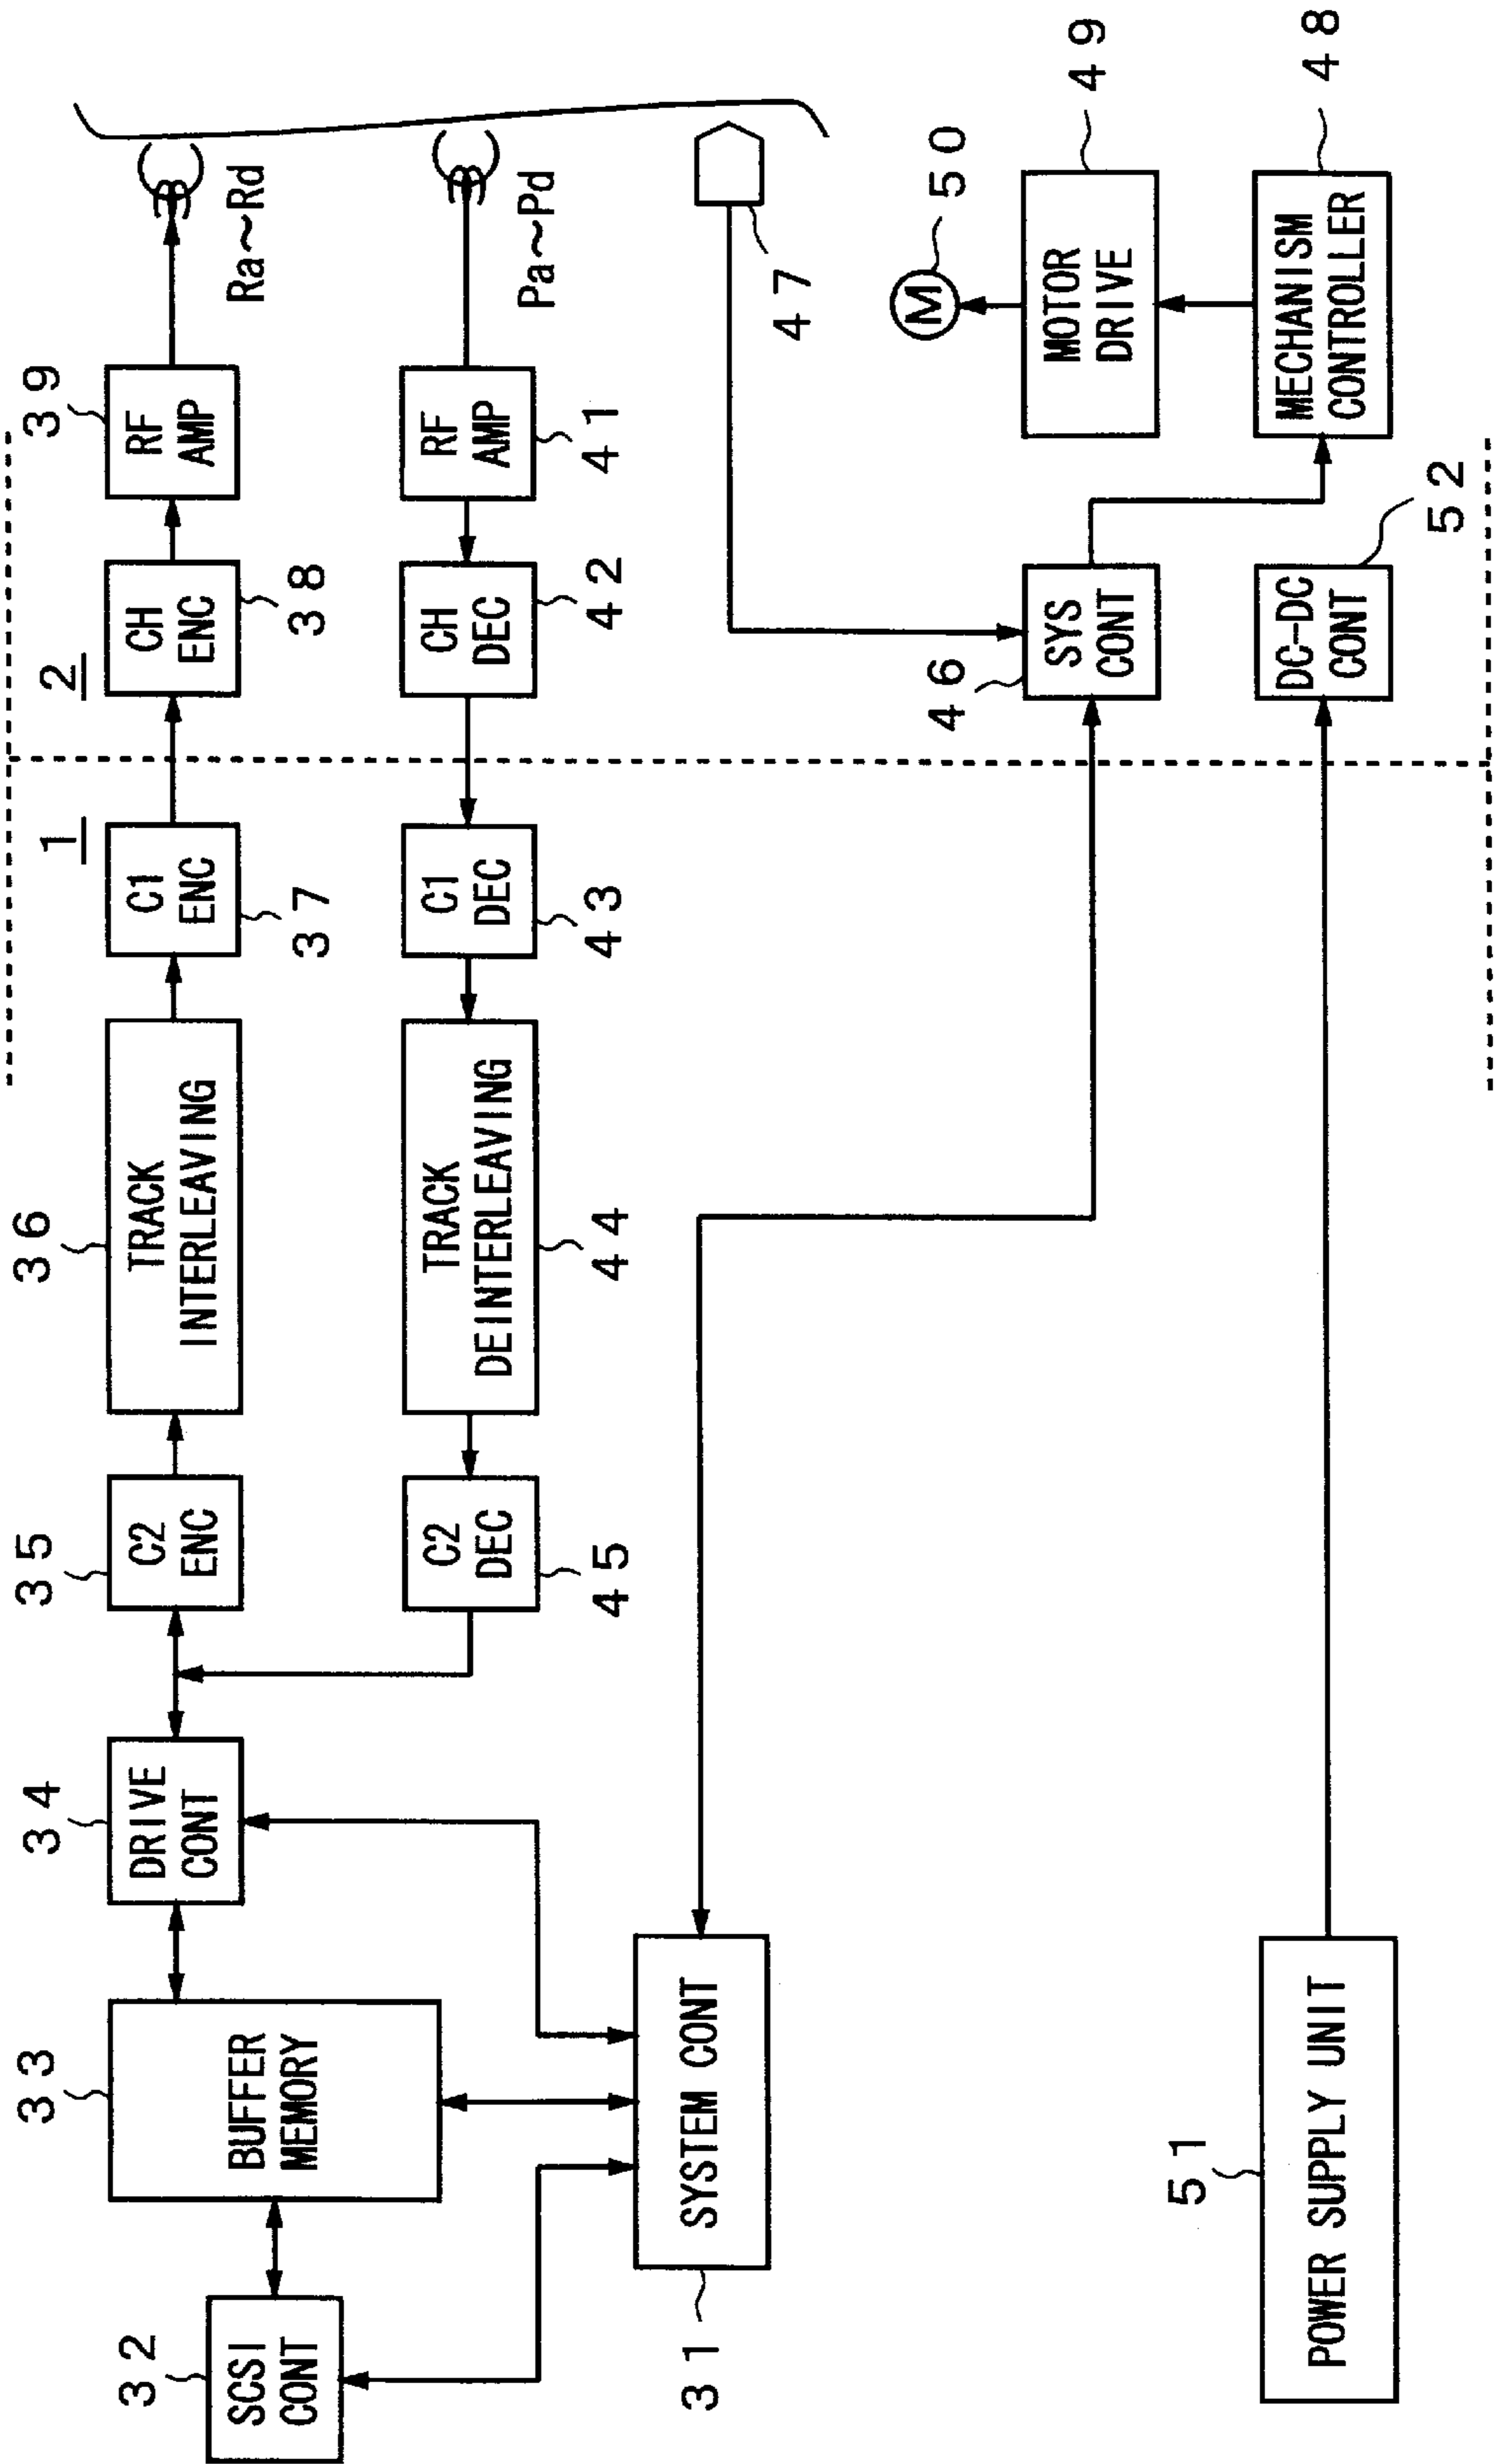 39
RF
AMP
Ra~Rd
2
CH
ENC
38
1
C1
ENC
37
36
TRACK
INTERLEAVING
35
C2
ENC
34
DRIVE
CONT
33
BUFFER
MEMORY
32
SCSI
CONT
Pa~Pd
RF
AMP
41
CH
DEC
42
C1
DEC
43
TRACK
DEINTERLEAVING
44
C2
DEC
45
47
SYSTEM CONT
31
M
50
MOTOR
DRIVE
49
46
SYS
CONT
MECHANISM
CONTROLLER
48
DC-DC
CONT
52
51
POWER SUPPLY UNIT